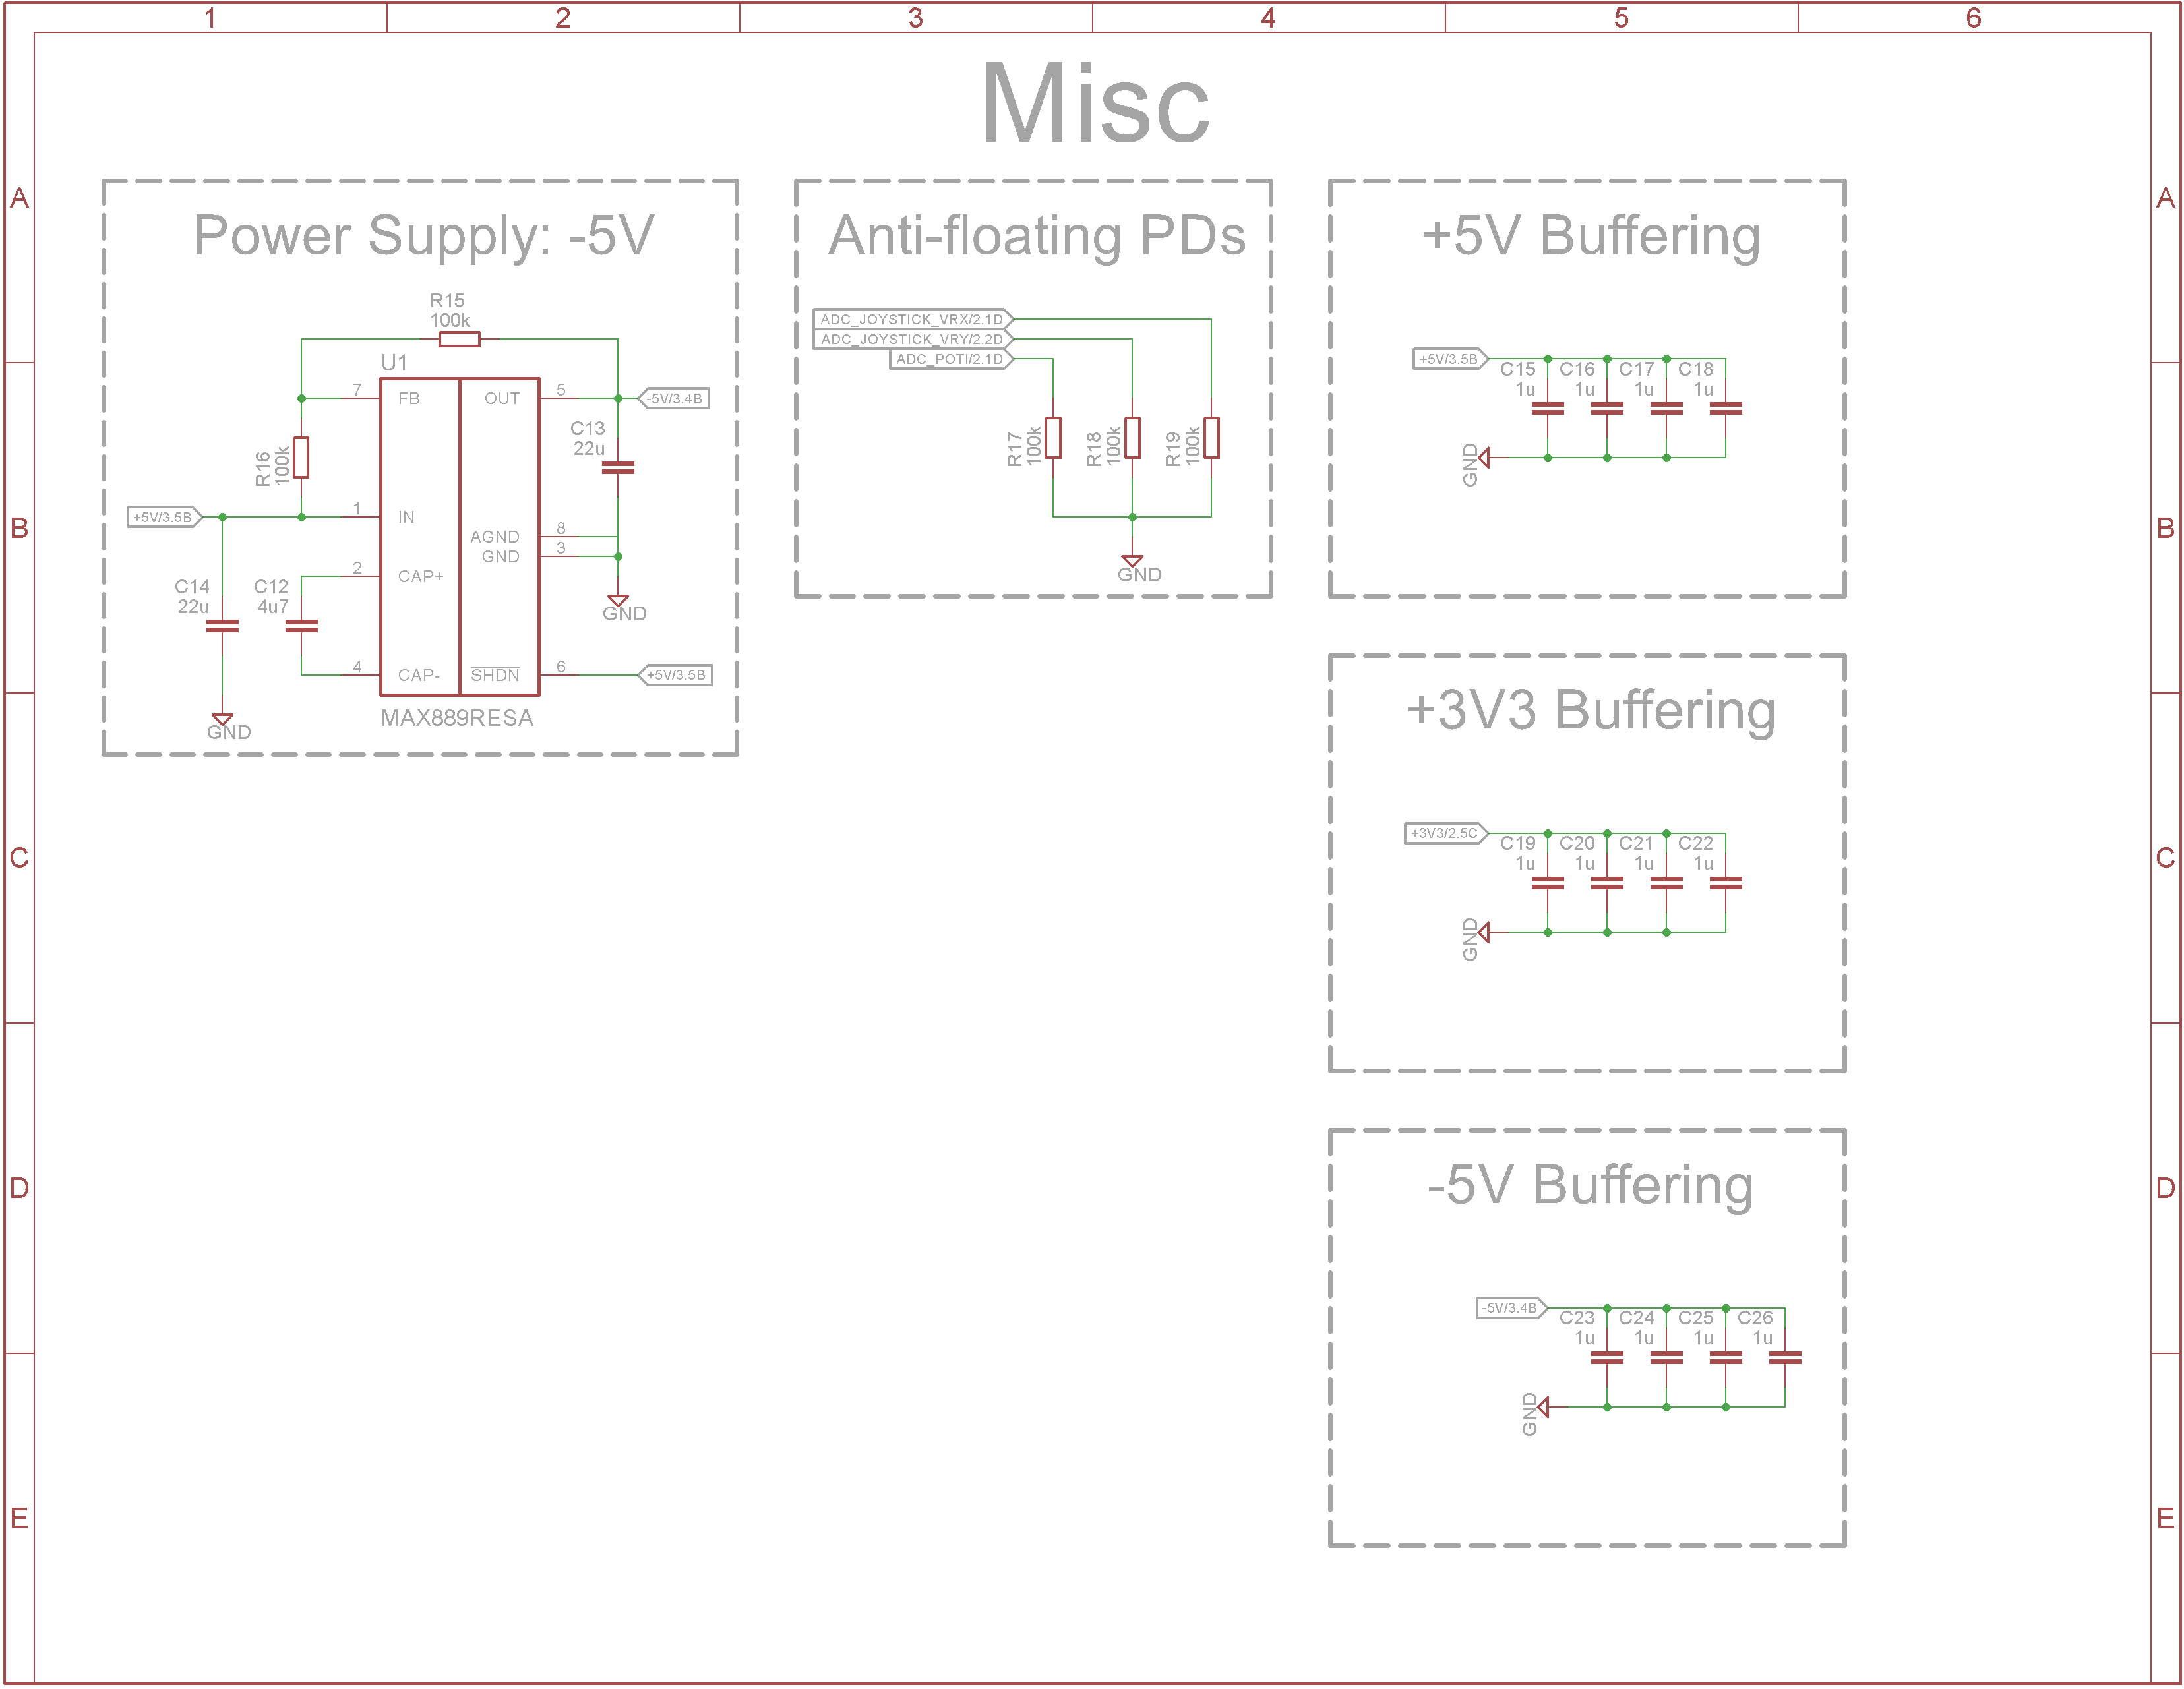 1 2 3 4 5 6
Misc
A A
Power Supply: -5V
R15
100k
U1
7 FB
OUT 5
-5V/3.4B
C13
22u
R16
100k
+5V/3.5B
1 IN
AGND 8
GND 3
2 CAP+
C14
22u
C12
4u7
GND
4 CAP-
SHDN 6
+5V/3.5B
MAX889RESA
GND
Anti-floating PDs
ADC_JOYSTICK_VRX/2.1D
ADC_JOYSTICK_VRY/2.2D
ADC_POTI/2.1D
R17
100k
R18
100k
R19
100k
GND
+5V Buffering
+5V/3.5B
C15 C16 C17 C18
1u 1u 1u 1u
GND
B B
+3V3 Buffering
+3V3/2.5C
C19 C20 C21 C22
1u 1u 1u 1u
GND
C C
-5V Buffering
D D
-5V/3.4B
C23 C24 C25 C26
1u 1u 1u 1u
GND
E E